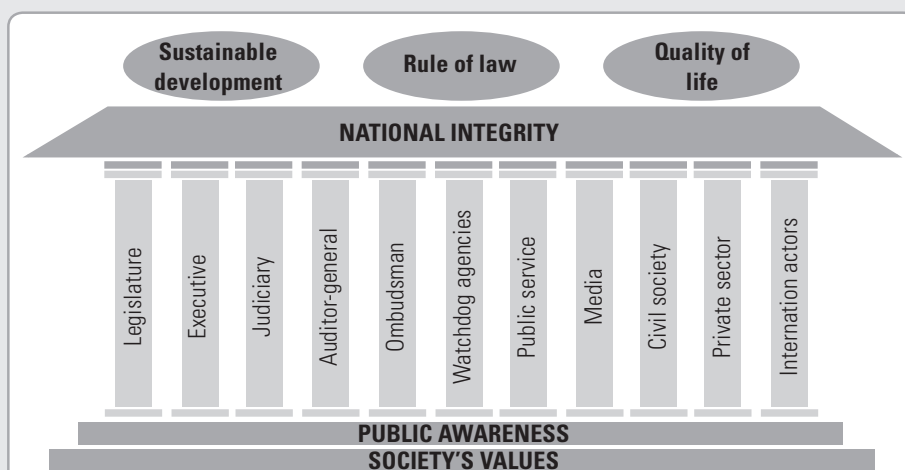 Sustainable
development
Rule of law
Quality of
life
NATIONAL INTEGRITY
Legislature
Executive
Judiciary
Auditor-general
Ombudsman
Watchdog agencies
Public service
Media
Civil society
Private sector
Internation actors
PUBLIC AWARENESS
SOCIETY'S VALUES